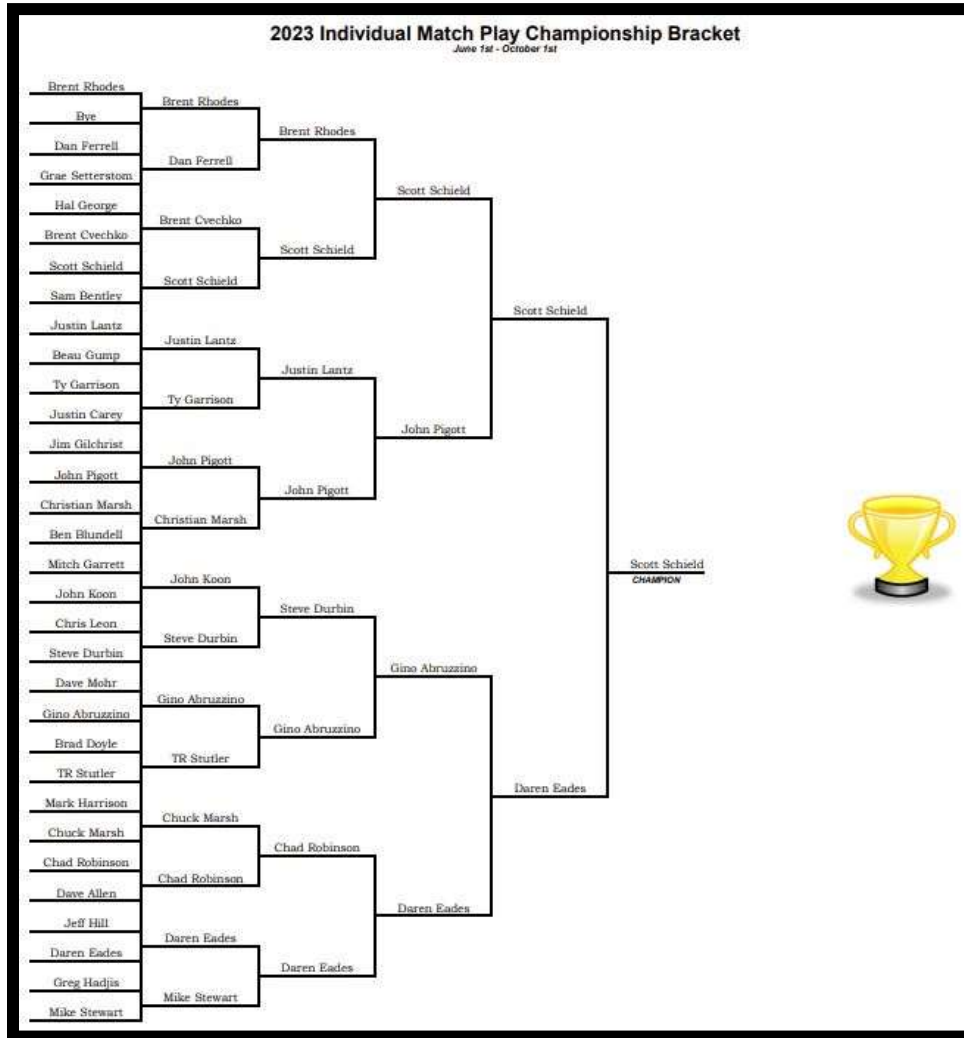 2023 Individual Match Play Championship Bracket
June 1st - October 1st
Brent Rhodes
Bye
Dan Ferrell
Grae Setterstom
Hal George
Brent Cvechko
Scott Schield
Sam Bentley
Justin Lantz
Beau Gump
Ty Garrison
Justin Carey
Jim Gilchrist
John Pigott
Christian Marsh
Ben Blundell
Mitch Garrett
John Koon
Chris Leon
Steve Durbin
Dave Mohr
Gino Abruzzino
Brad Doyle
TR Stutler
Mark Harrison
Chuck Marsh
Chad Robinson
Dave Allen
Jeff Hill
Daren Eades
Greg Hadjis
Mike Stewart
Brent Rhodes
Dan Ferrell
Brent Cvechko
Scott Schield
Justin Lantz
Ty Garrison
John Pigott
Christian Marsh
John Koon
Steve Durbin
Gino Abruzzino
TR Stutler
Chuck Marsh
Chad Robinson
Daren Eades
Mike Stewart
Brent Rhodes
Scott Schield
Justin Lantz
John Pigott
Steve Durbin
Gino Abruzzino
Chad Robinson
Daren Eades
Scott Schield
John Pigott
Gino Abruzzino
Daren Eades
Scott Schield
Daren Eades
Scott Schield
CHAMPION